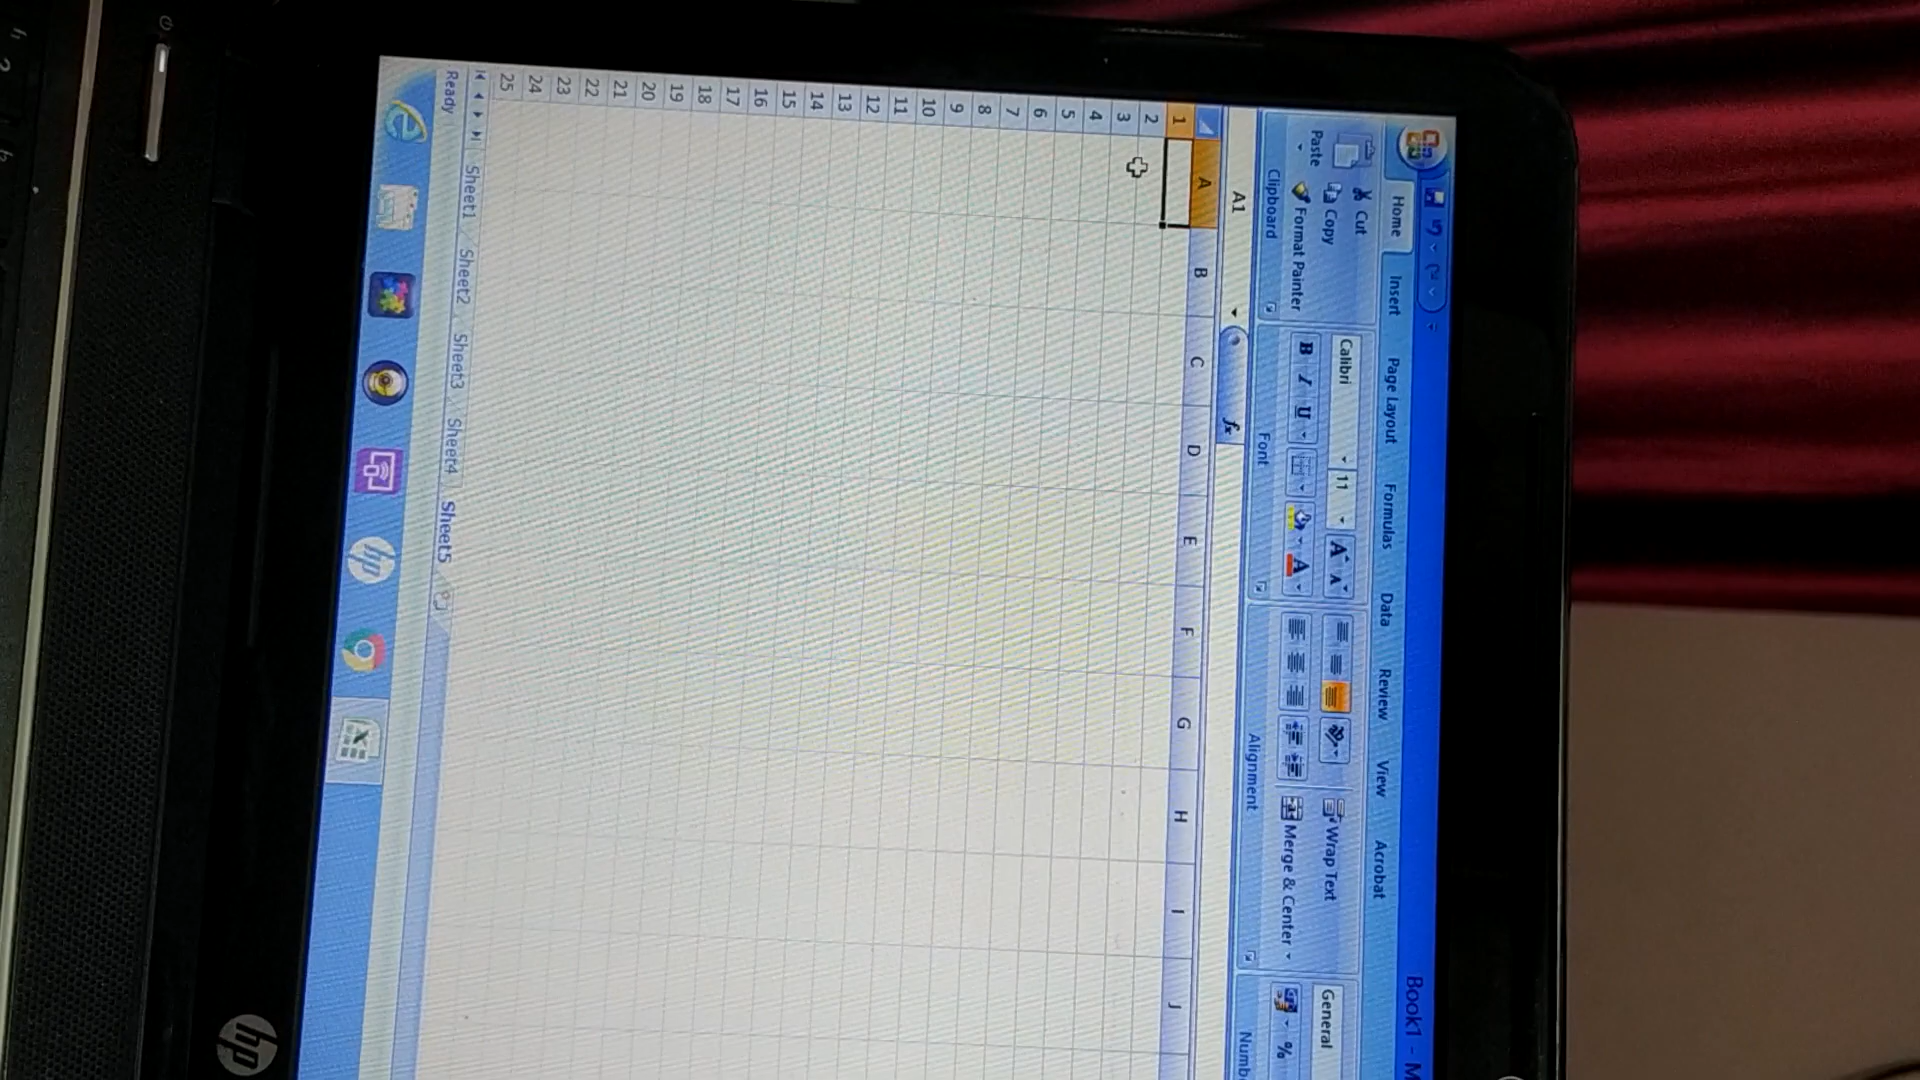 Book1 - M
Home Insert Page Layout Formulas Data Review View Acrobat
Cut
Copy
Format Painter
Paste
Calibri 11 A A
B I U A
Wrap Text
Merge & Center
General
%
Clipboard Font Alignment Numb
A1 fx
A B C D E F G H I J
1
2
3
4
5
6
7
8
9
10
11
12
13
14
15
16
17
18
19
20
21
22
23
24
25
Sheet1 Sheet2 Sheet3 Sheet4 Sheet5
Ready
hp
hp